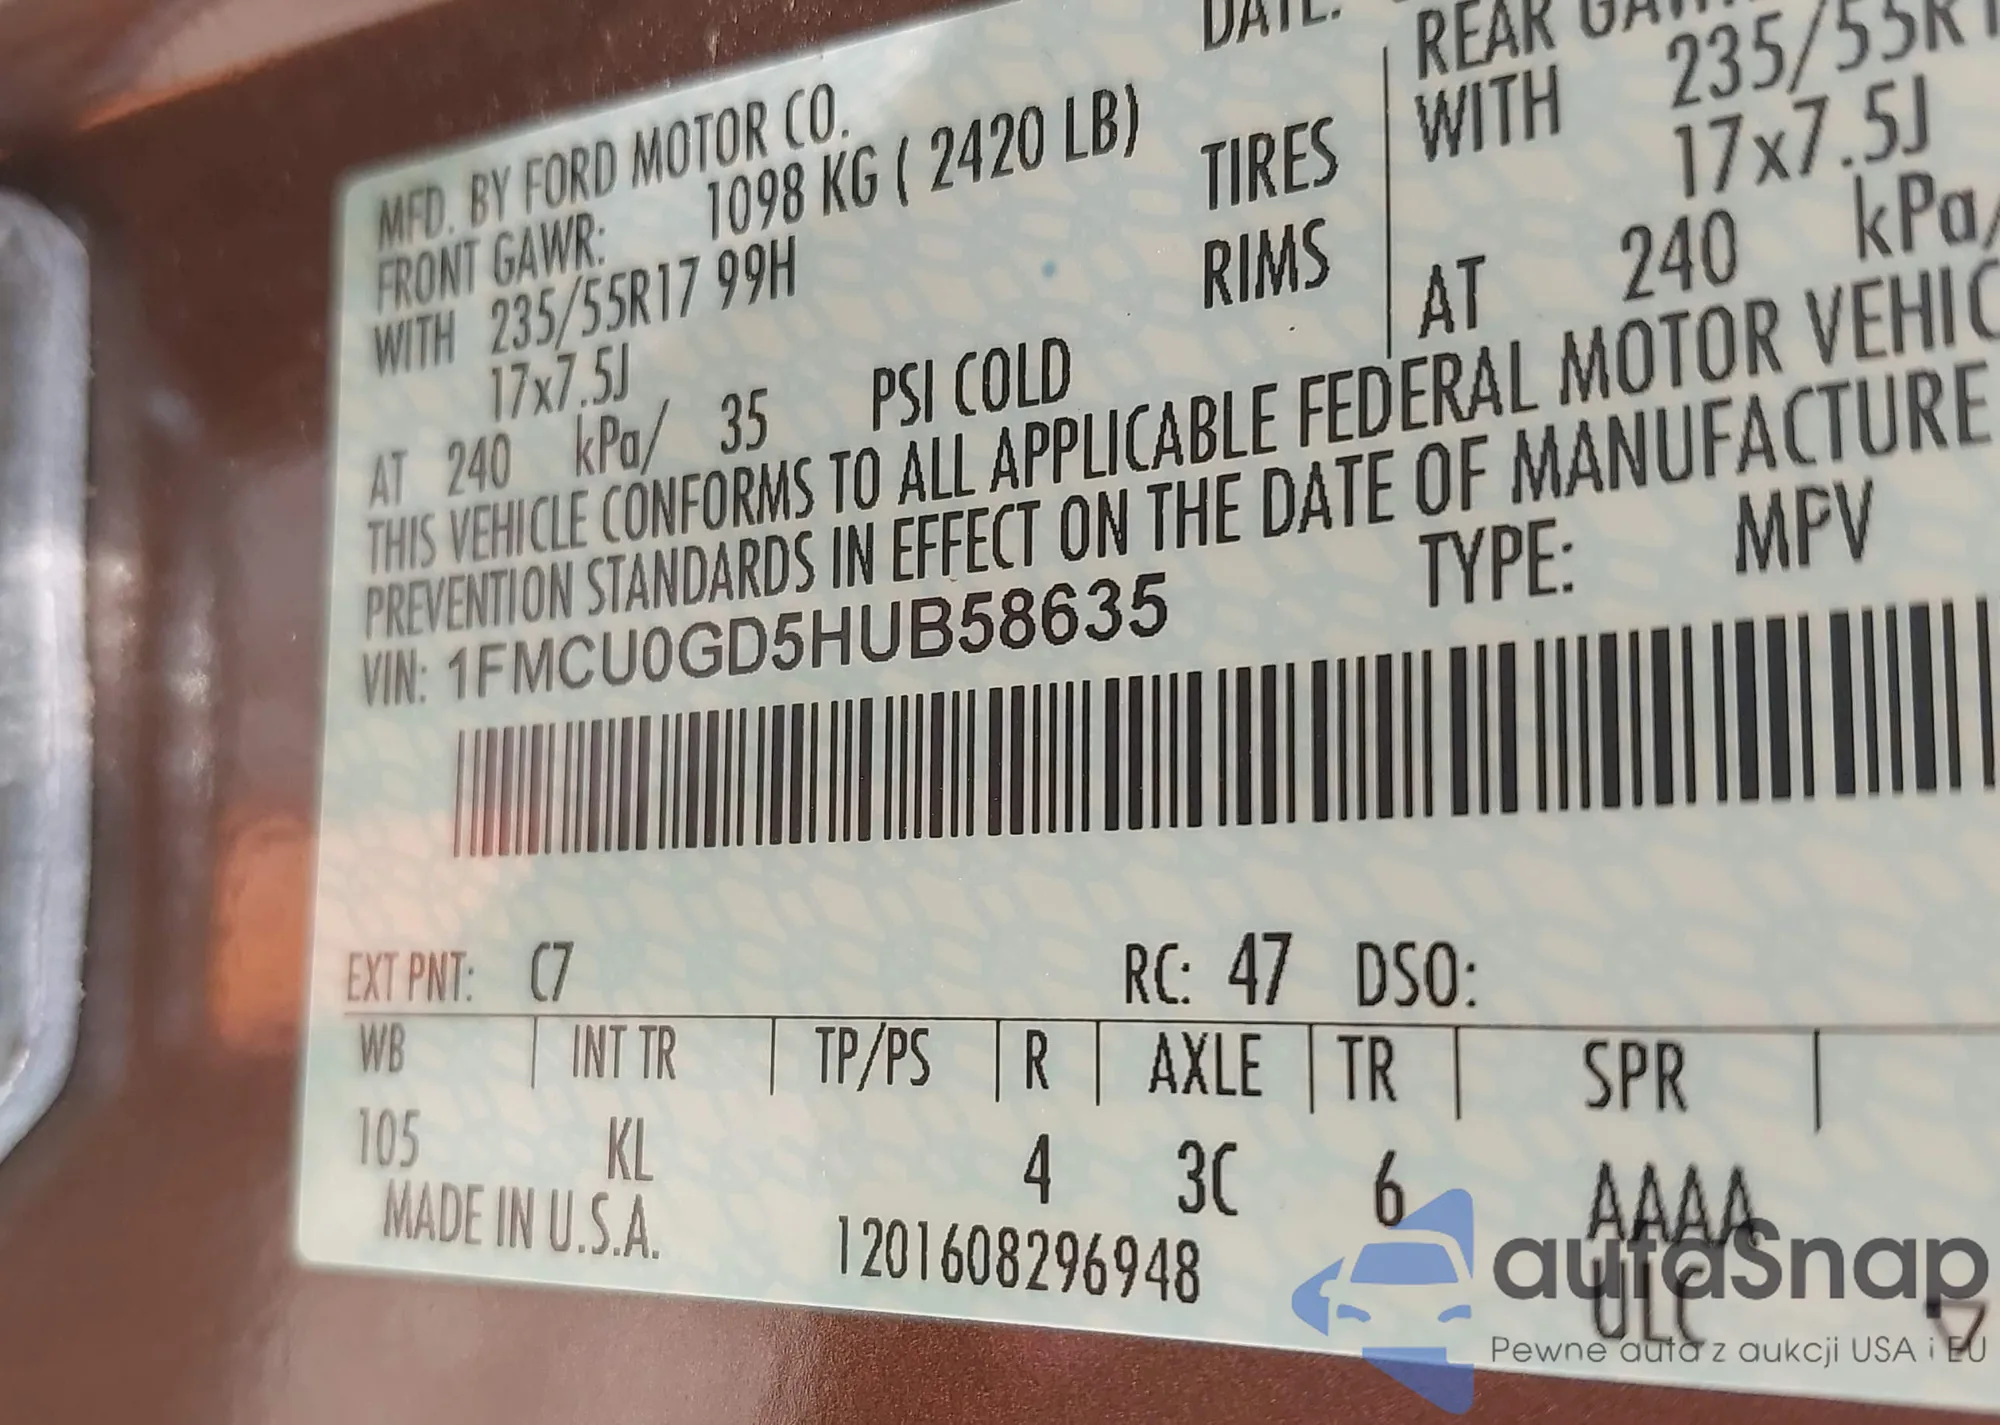 DATE:
MFD. BY FORD MOTOR CO.
FRONT GAWR: 1098 KG ( 2420 LB)
WITH 235/55R17 99H TIRES
17x7.5J RIMS
AT 240 kPa/ 35 PSI COLD
REAR
WITH 235/55R1
17x7.5J
AT 240 kPa/
THIS VEHICLE CONFORMS TO ALL APPLICABLE FEDERAL MOTOR VEHIC
PREVENTION STANDARDS IN EFFECT ON THE DATE OF MANUFACTURE
VIN: 1FMCU0GD5HUB58635 TYPE: MPV
EXT PNT: C7 RC: 47 DSO:
WB INT TR TP/PS R AXLE TR SPR
105 KL 4 3C 6 AAAA
MADE IN U.S.A. 1201608296948 ULC
autaSnap
Pewne auta z aukcji USA i EU